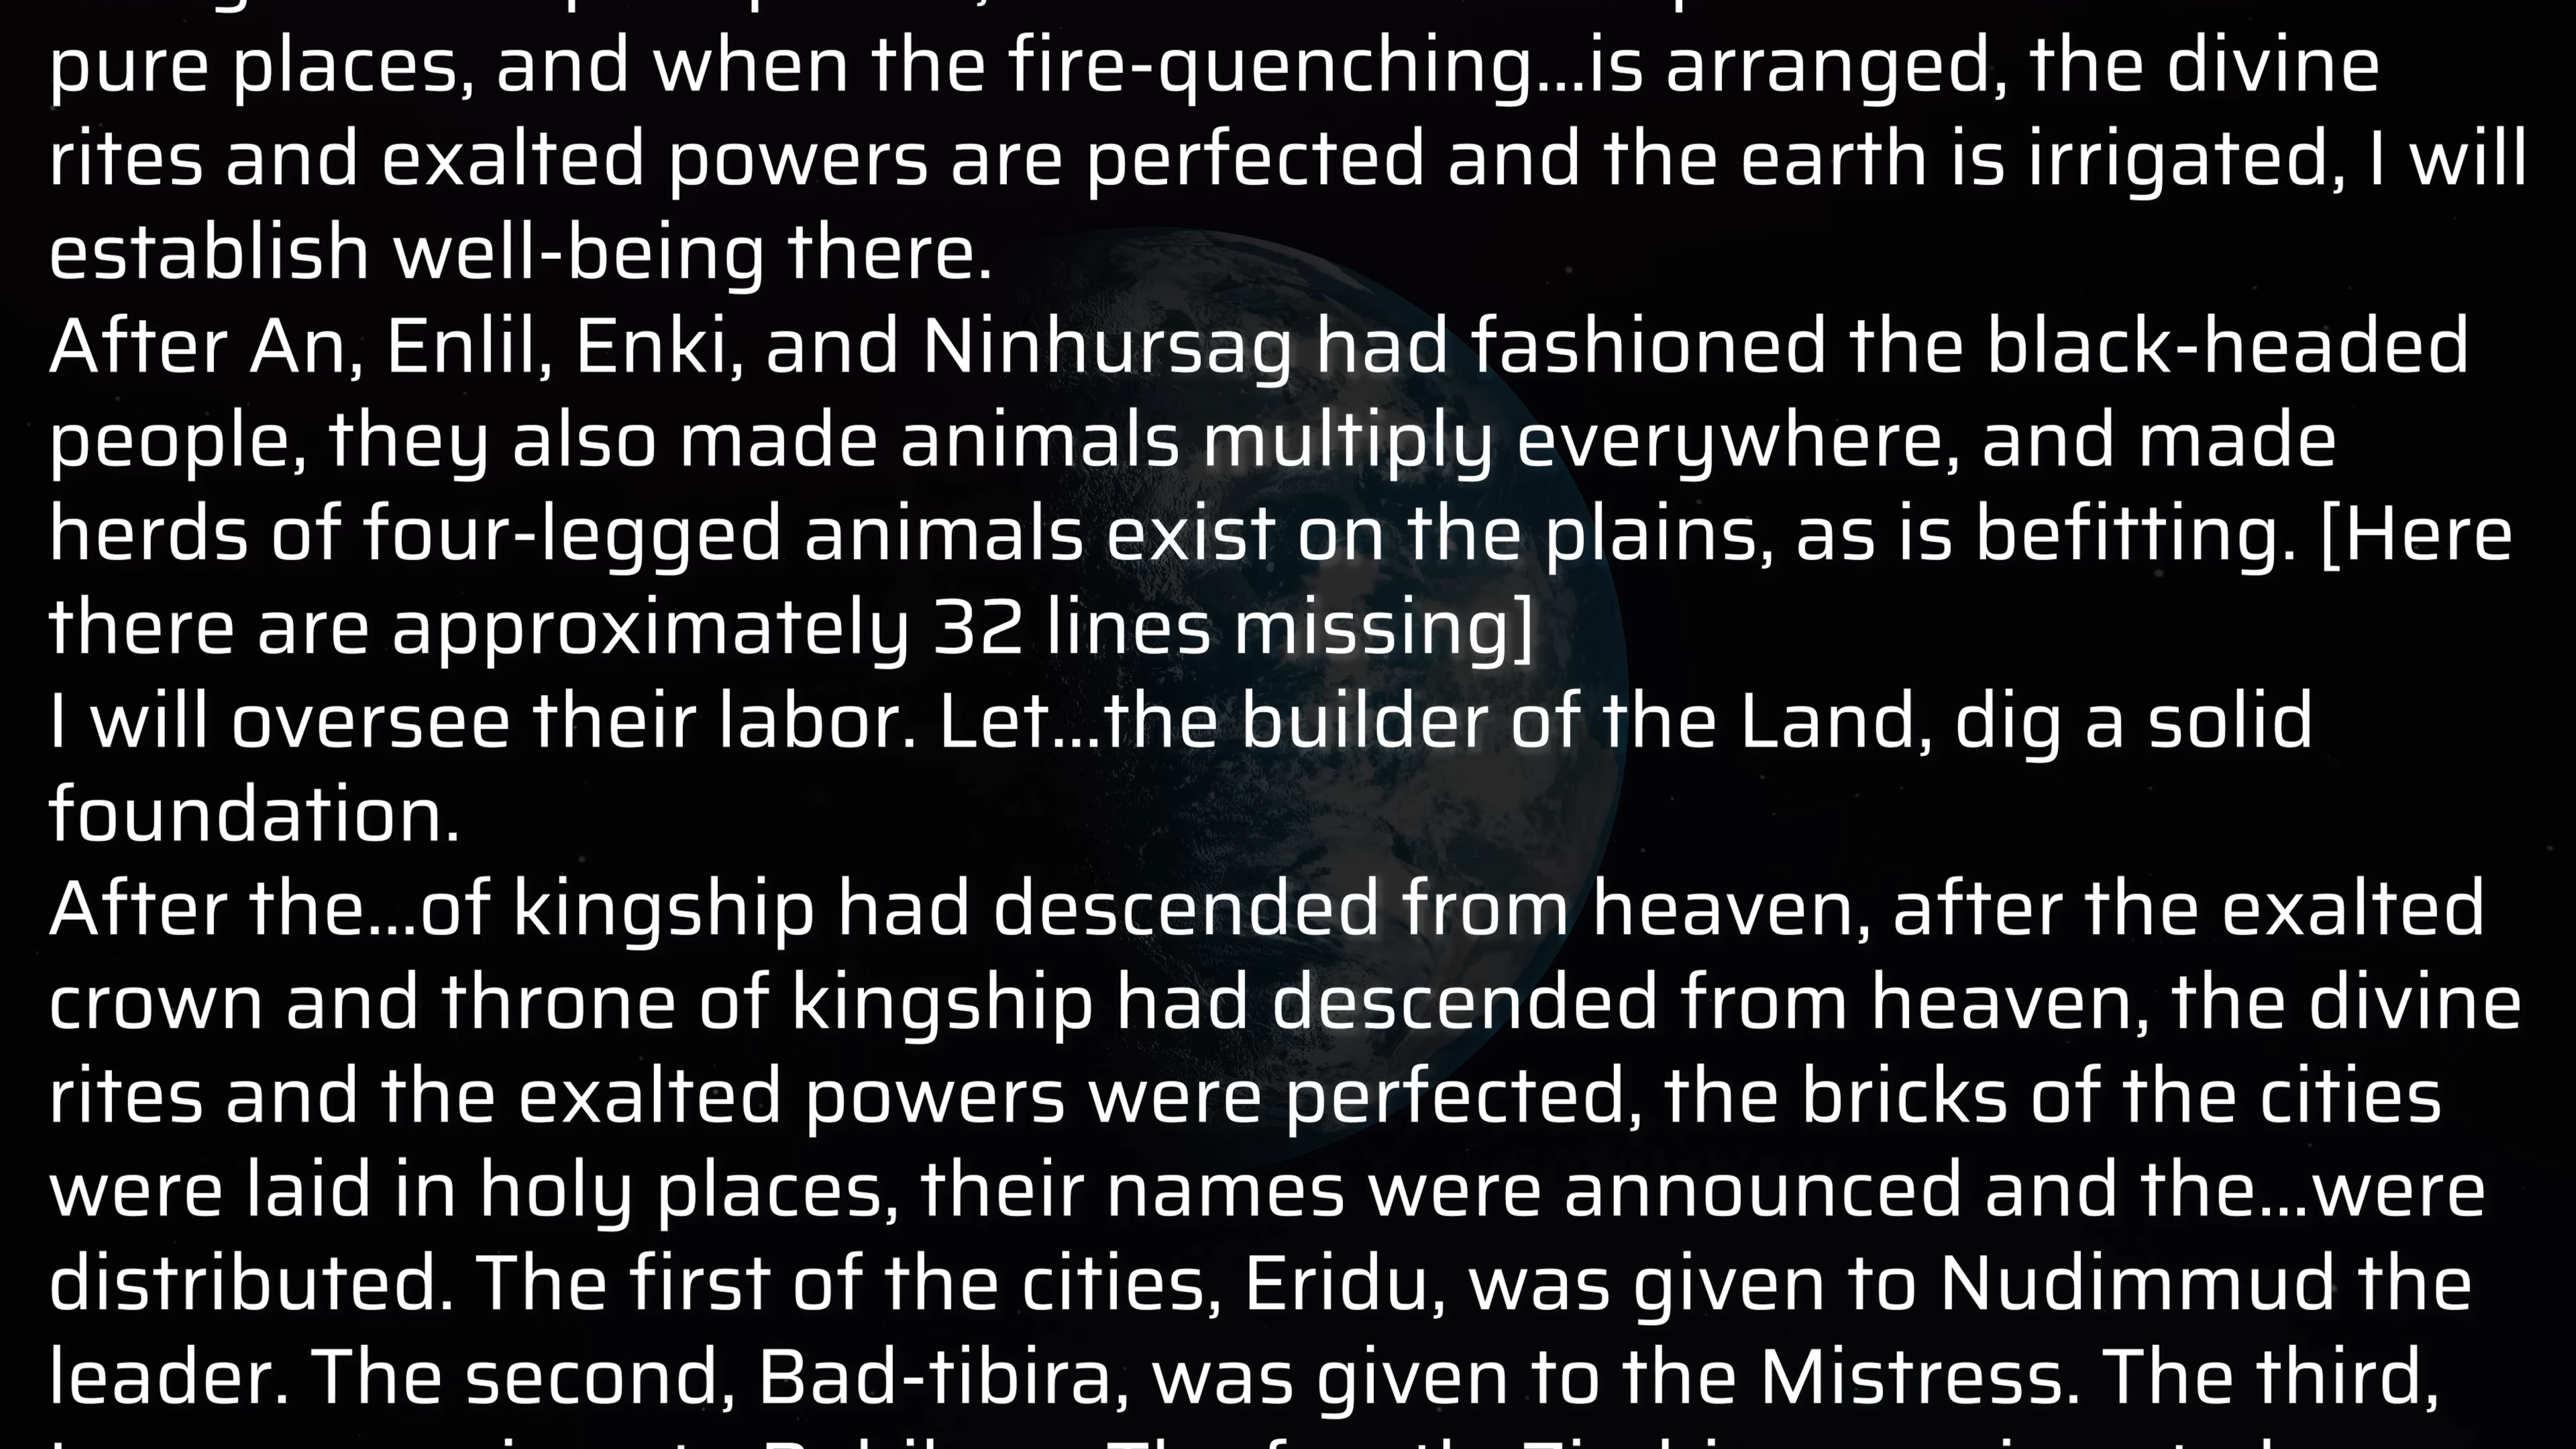 pure places, and when the fire-quenching...is arranged, the divine
rites and exalted powers are perfected and the earth is irrigated, I will
establish well-being there.
After An, Enlil, Enki, and Ninhursag had fashioned the black-headed
people, they also made animals multiply everywhere, and made
herds of four-legged animals exist on the plains, as is befitting. [Here
there are approximately 32 lines missing]
I will oversee their labor. Let...the builder of the Land, dig a solid
foundation.
After the...of kingship had descended from heaven, after the exalted
crown and throne of kingship had descended from heaven, the divine
rites and the exalted powers were perfected, the bricks of the cities
were laid in holy places, their names were announced and the...were
distributed. The first of the cities, Eridu, was given to Nudimmud the
leader. The second, Bad-tibira, was given to the Mistress. The third,